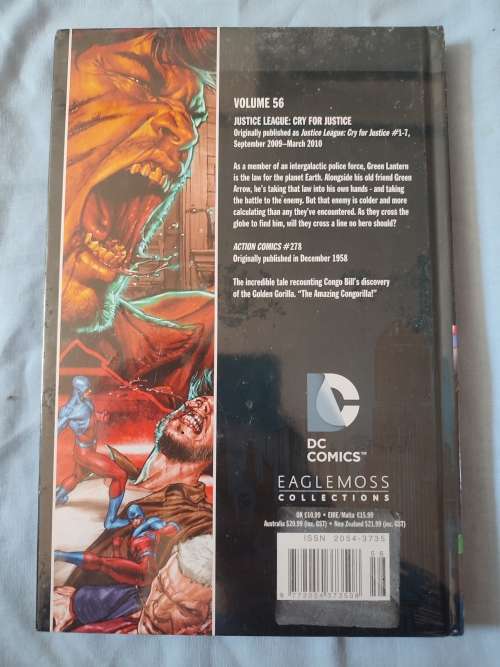 VOLUME 56
JUSTICE LEAGUE: CRY FOR JUSTICE
Originally published as Justice League: Cry for Justice #1-7,
September 2009–March 2010
As a member of an intergalactic police force, Green Lantern
is the law for the planet Earth. Alongside his old friend Green
Arrow, he's taking that law into his own hands - and taking
the battle to the enemy. But that enemy is colder and more
calculating than any they've encountered. As they cross the
globe to find him, will they cross a line no hero should?
ACTION COMICS #278
Originally published in December 1958
The incredible tale recounting Congo Bill's discovery
of the Golden Gorilla. "The Amazing Congorilla!"
DC
COMICS™
EAGLEMOSS
COLLECTIONS
UK £10.99 • EIRE/Malta €15.99
Australia $20.99 (inc. GST) • New Zealand $21.99 (inc. GST)
ISSN 2054-3735
56
9 772054 373558